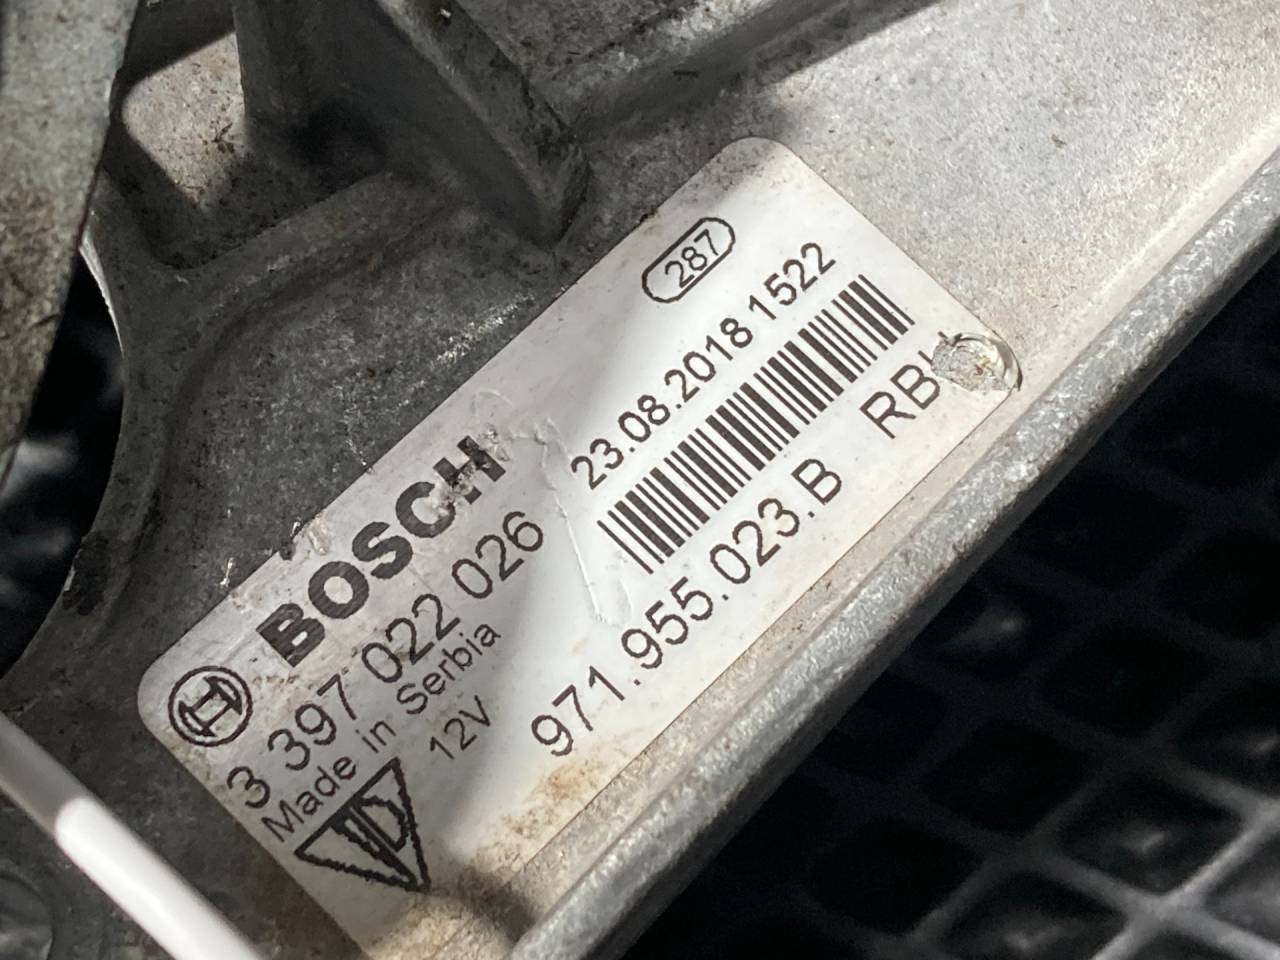 287
23.08.2018 1522
BOSCH
3 397 022 026
Made in Serbia
12V
971.955.023.B